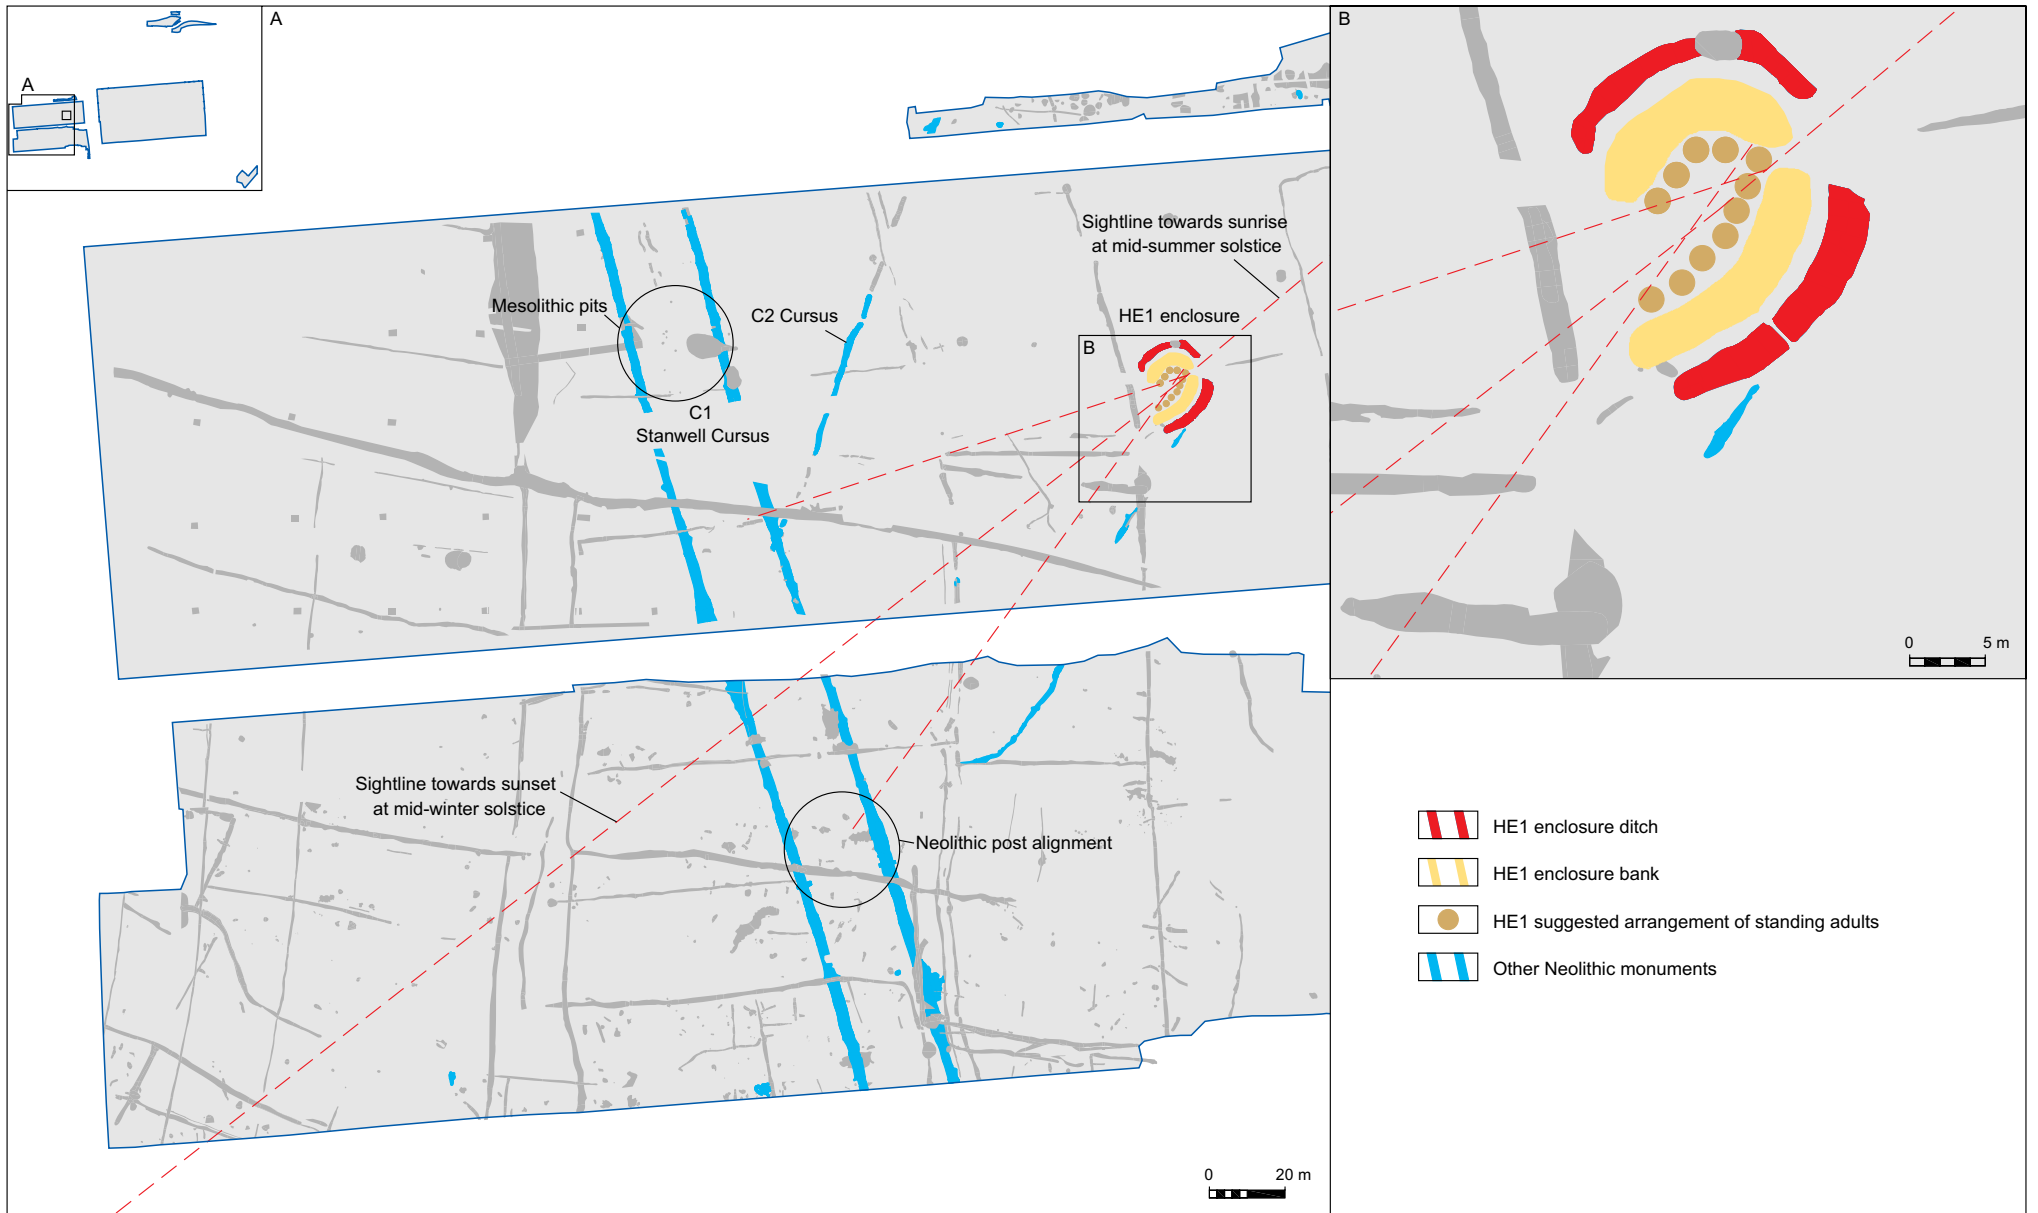 A
A
B
Sightline towards sunrise
at mid-summer solstice
Mesolithic pits
C2 Cursus
HE1 enclosure
B
C1
Stanwell Cursus
Sightline towards sunset
at mid-winter solstice
Neolithic post alignment
0 20 m
0 5 m
HE1 enclosure ditch
HE1 enclosure bank
HE1 suggested arrangement of standing adults
Other Neolithic monuments